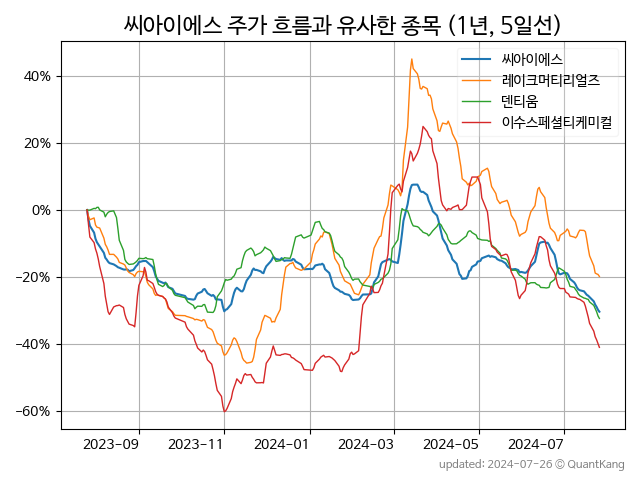 씨아이에스 주가 흐름과 유사한 종목 (1년, 5일선)
씨아이에스
레이크머티리얼즈
덴티움
이수스페셜티케미컬
40%
20%
0%
−20%
−40%
−60%
2023-09
2023-11
2024-01
2024-03
2024-05
2024-07
updated: 2024-07-26 © QuantKang